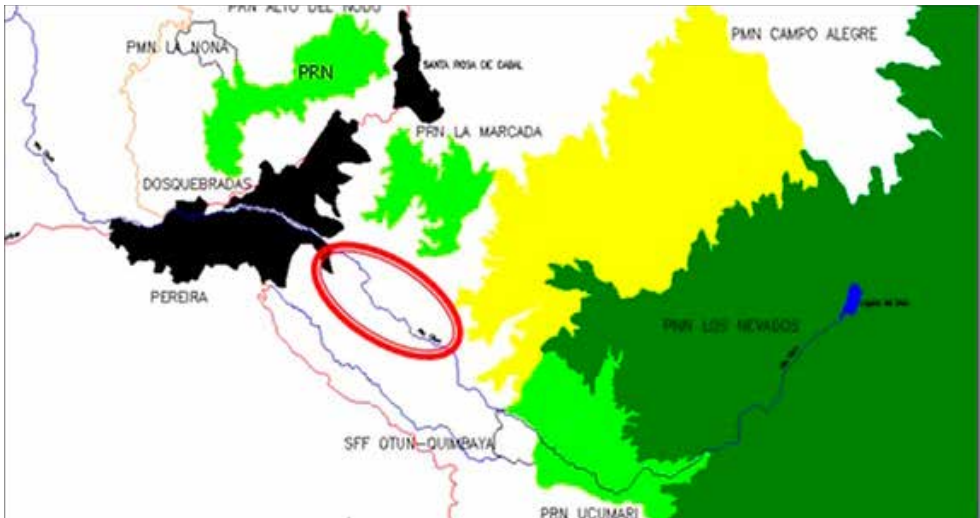 PRN ALTO DEL NODO
PMN LA NONA
PRN
SANTA ROSA DE CABAL
PMN CAMPO ALEGRE
PRN LA MARCADA
DOSQUEBRADAS
PEREIRA
PNN LOS NEVADOS
SFF OTUN-QUIMBAYA
PRN UCUMARI